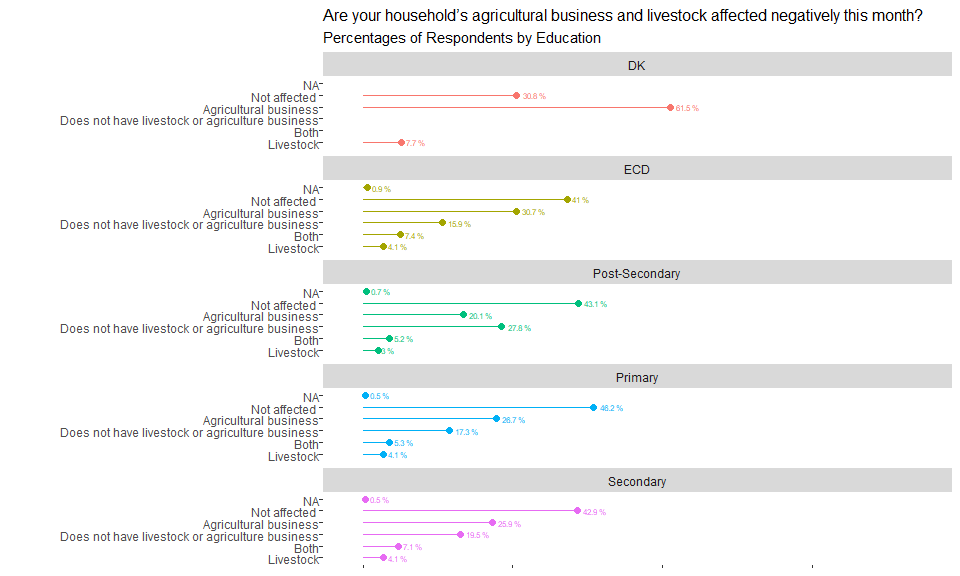 Are your household's agricultural business and livestock affected negatively this month?
Percentages of Respondents by Education
DK
NA
Not affected 30.8 %
Agricultural business 61.5 %
Does not have livestock or agriculture business
Both
Livestock 7.7 %
ECD
NA 0.9 %
Not affected 41 %
Agricultural business 30.7 %
Does not have livestock or agriculture business 15.9 %
Both 7.4 %
Livestock 4.1 %
Post-Secondary
NA 0.7 %
Not affected 43.1 %
Agricultural business 20.1 %
Does not have livestock or agriculture business 27.8 %
Both 5.2 %
Livestock 3 %
Primary
NA 0.5 %
Not affected 46.2 %
Agricultural business 26.7 %
Does not have livestock or agriculture business 17.3 %
Both 5.3 %
Livestock 4.1 %
Secondary
NA 0.5 %
Not affected 42.9 %
Agricultural business 25.9 %
Does not have livestock or agriculture business 19.5 %
Both 7.1 %
Livestock 4.1 %